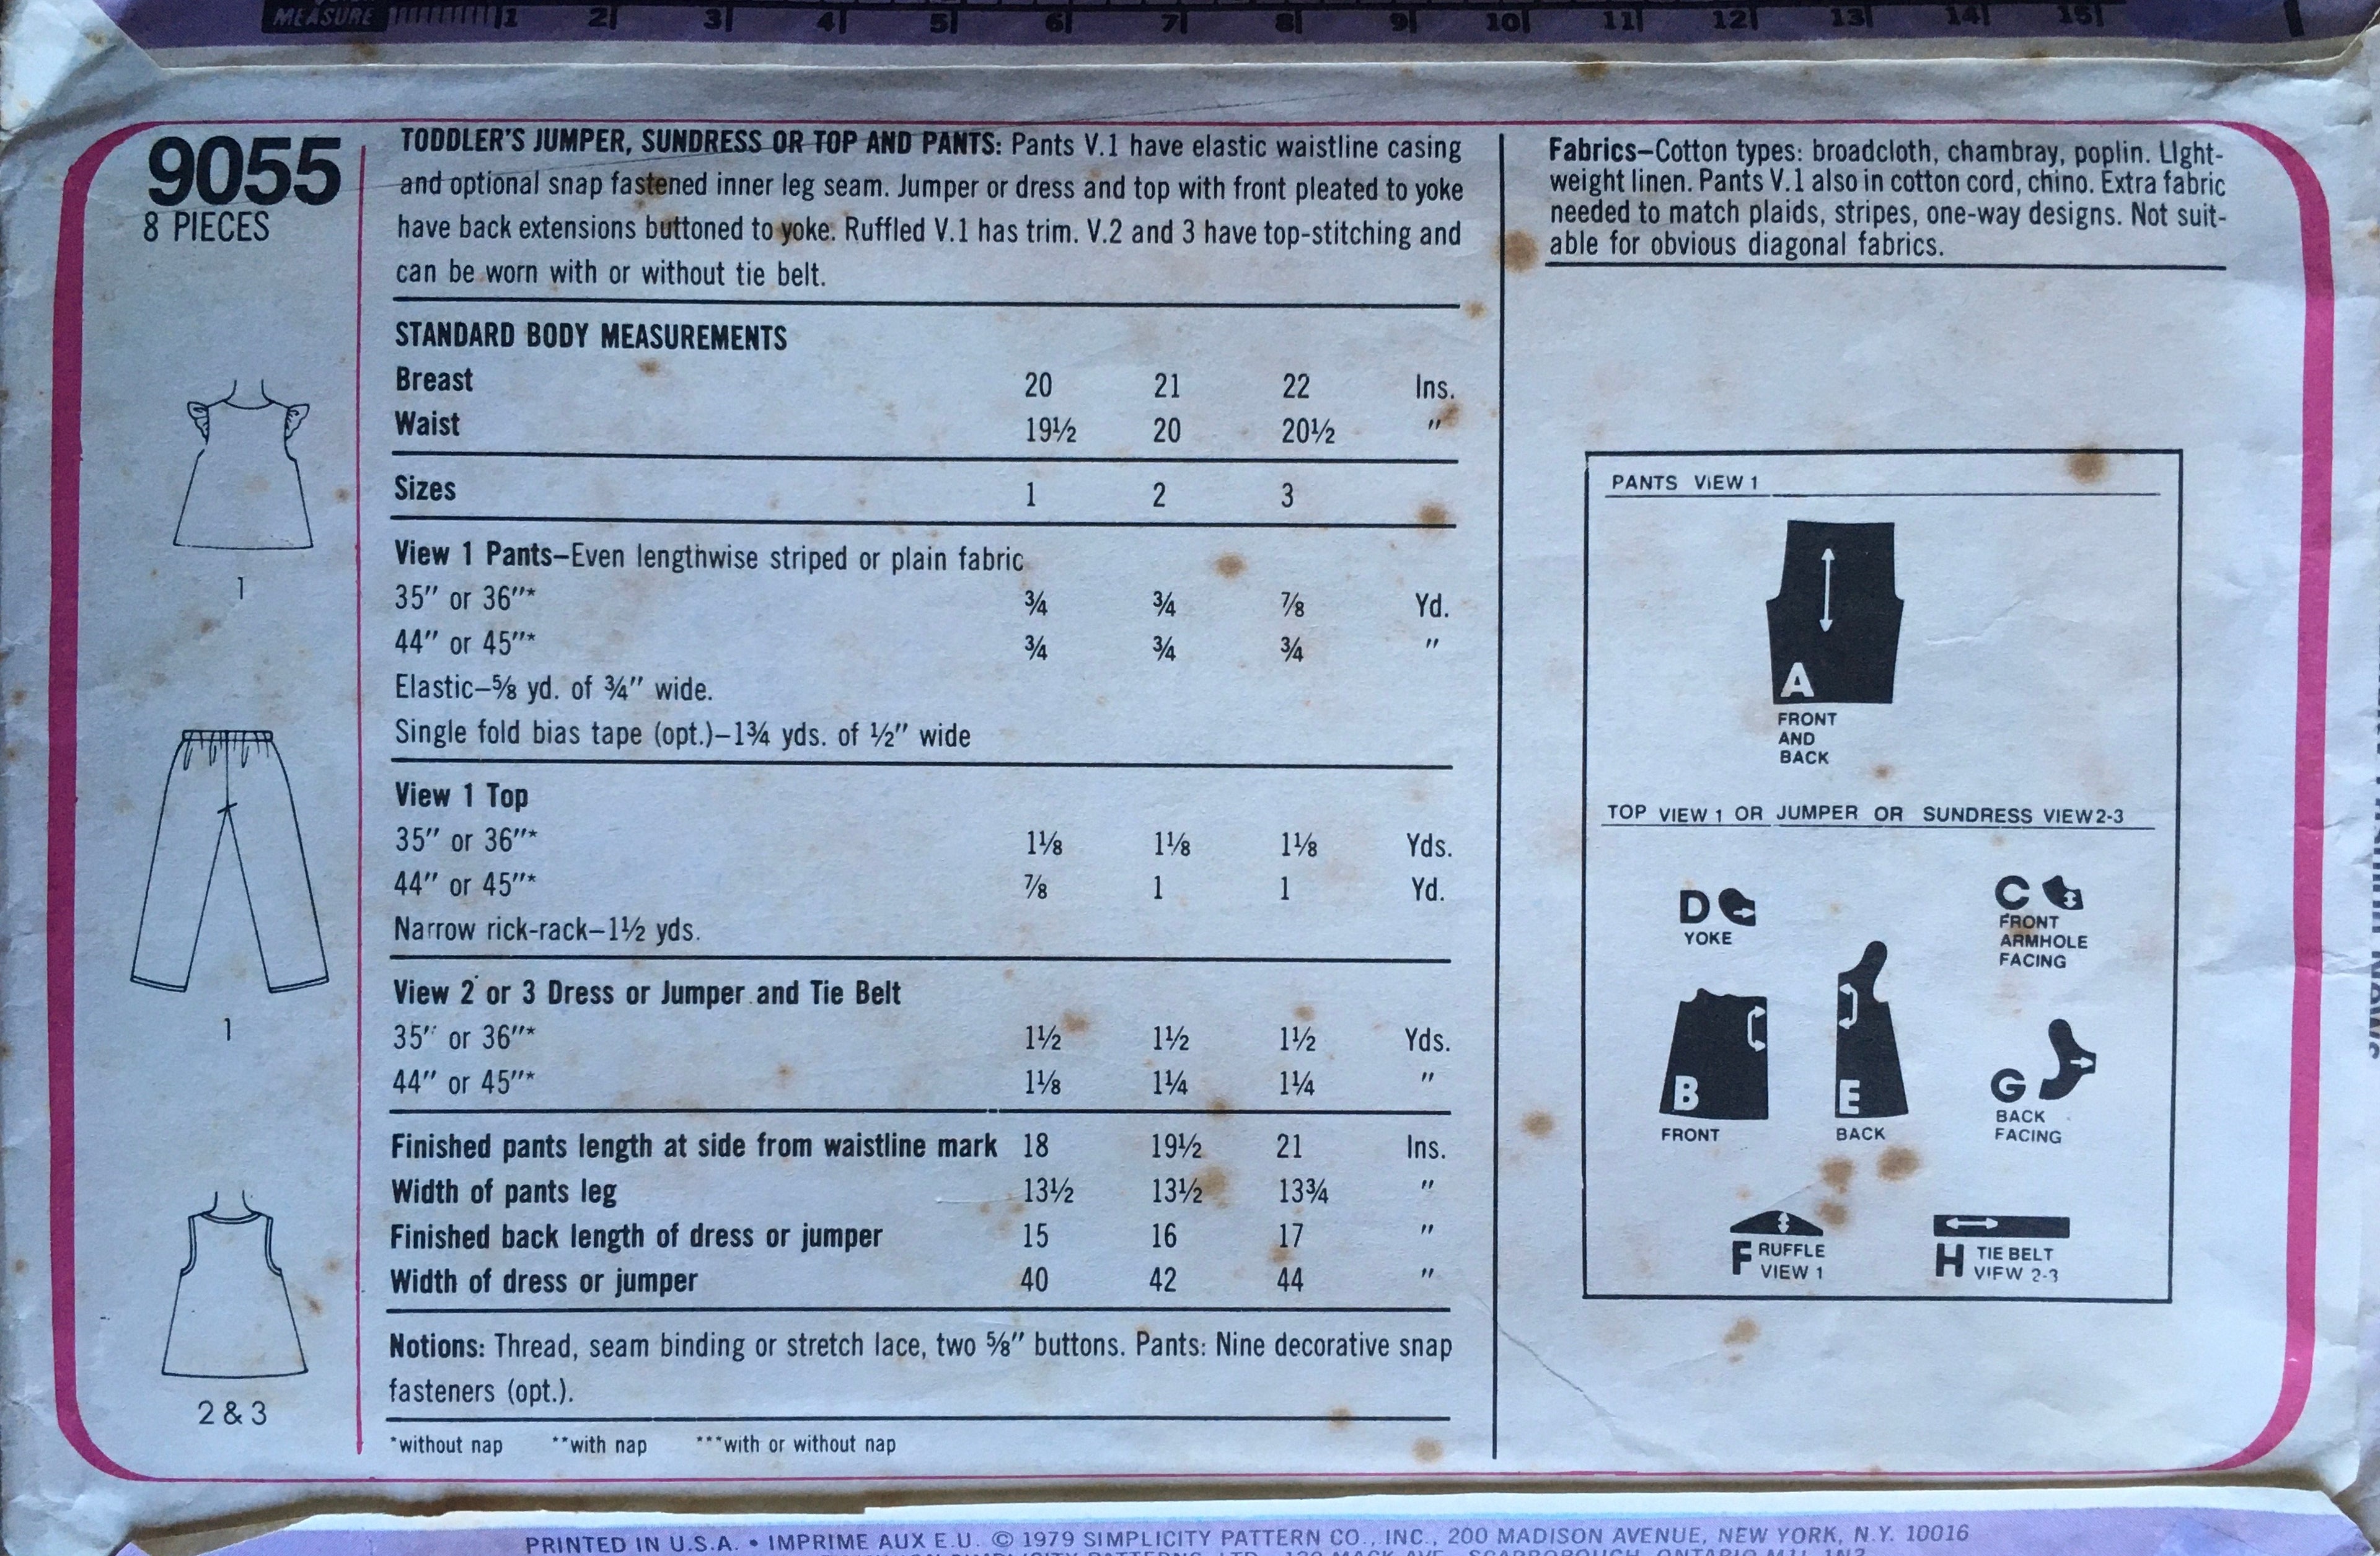 MEASURE 1 2 3 4 5 6 7 8 9 10 11 12 13 14 15
9055
8 PIECES
1
1
2 & 3
TODDLER'S JUMPER, SUNDRESS OR TOP AND PANTS: Pants V.1 have elastic waistline casing
and optional snap fastened inner leg seam. Jumper or dress and top with front pleated to yoke
have back extensions buttoned to yoke. Ruffled V.1 has trim. V.2 and 3 have top-stitching and
can be worn with or without tie belt.
STANDARD BODY MEASUREMENTS
Breast 20 21 22 Ins.
Waist 19½ 20 20½ "
Sizes 1 2 3
View 1 Pants–Even lengthwise striped or plain fabric
35" or 36"* ¾ ¾ ⅞ Yd.
44" or 45"* ¾ ¾ ¾ "
Elastic–⅝ yd. of ¾" wide.
Single fold bias tape (opt.)–1¾ yds. of ½" wide
View 1 Top
35" or 36"* 1⅛ 1⅛ 1⅛ Yds.
44" or 45"* ⅞ 1 1 Yd.
Narrow rick-rack–1½ yds.
View 2 or 3 Dress or Jumper and Tie Belt
35" or 36"* 1½ 1½ 1½ Yds.
44" or 45"* 1⅛ 1¼ 1¼ "
Finished pants length at side from waistline mark 18 19½ 21 Ins.
Width of pants leg 13½ 13½ 13¾ "
Finished back length of dress or jumper 15 16 17 "
Width of dress or jumper 40 42 44 "
Notions: Thread, seam binding or stretch lace, two ⅝" buttons. Pants: Nine decorative snap
fasteners (opt.).
*without nap **with nap ***with or without nap
Fabrics–Cotton types: broadcloth, chambray, poplin. LIght-
weight linen. Pants V.1 also in cotton cord, chino. Extra fabric
needed to match plaids, stripes, one-way designs. Not suit-
able for obvious diagonal fabrics.
PANTS VIEW 1
A
FRONT
AND
BACK
TOP VIEW 1 OR JUMPER OR SUNDRESS VIEW 2-3
D
YOKE
C
FRONT
ARMHOLE
FACING
B
FRONT
E
BACK
G
BACK
FACING
F RUFFLE
VIEW 1
H TIE BELT
VIEW 2-3
PRINTED IN U.S.A. • IMPRIME AUX E.U. © 1979 SIMPLICITY PATTERN CO., INC., 200 MADISON AVENUE, NEW YORK, N.Y. 10016